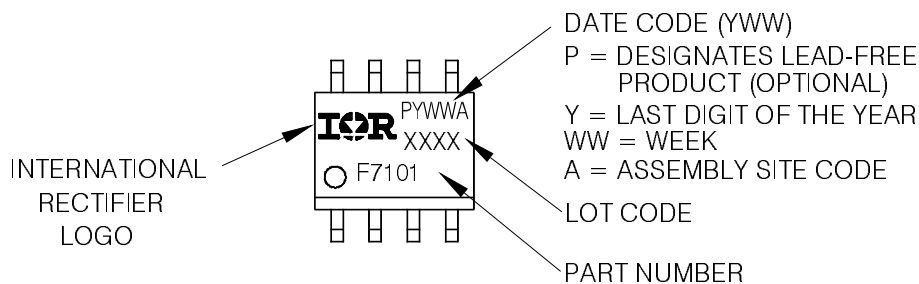 DATE CODE (YWW)
P = DESIGNATES LEAD-FREE
PRODUCT (OPTIONAL)
Y = LAST DIGIT OF THE YEAR
WW = WEEK
A = ASSEMBLY SITE CODE
IOR
PYWWA
XXXX
F7101
INTERNATIONAL
RECTIFIER
LOGO
LOT CODE
PART NUMBER